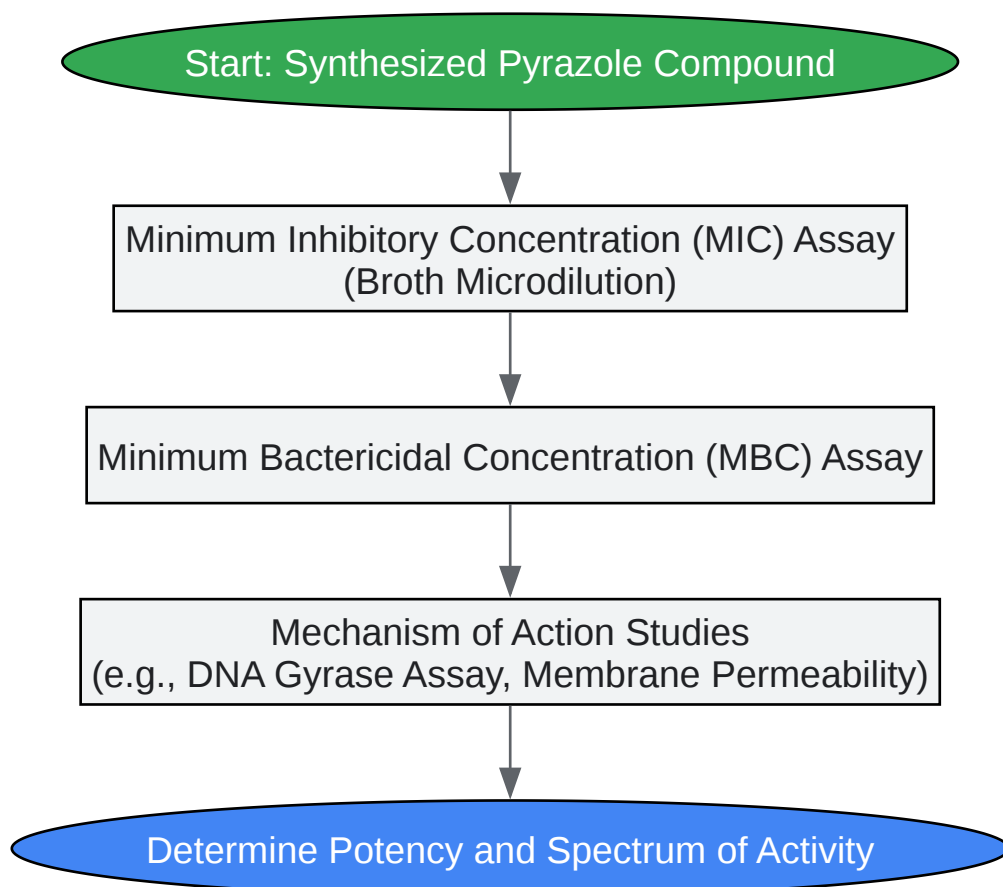 Start: Synthesized Pyrazole Compound
Minimum Inhibitory Concentration (MIC) Assay
(Broth Microdilution)
Minimum Bactericidal Concentration (MBC) Assay
Mechanism of Action Studies
(e.g., DNA Gyrase Assay, Membrane Permeability)
Determine Potency and Spectrum of Activity